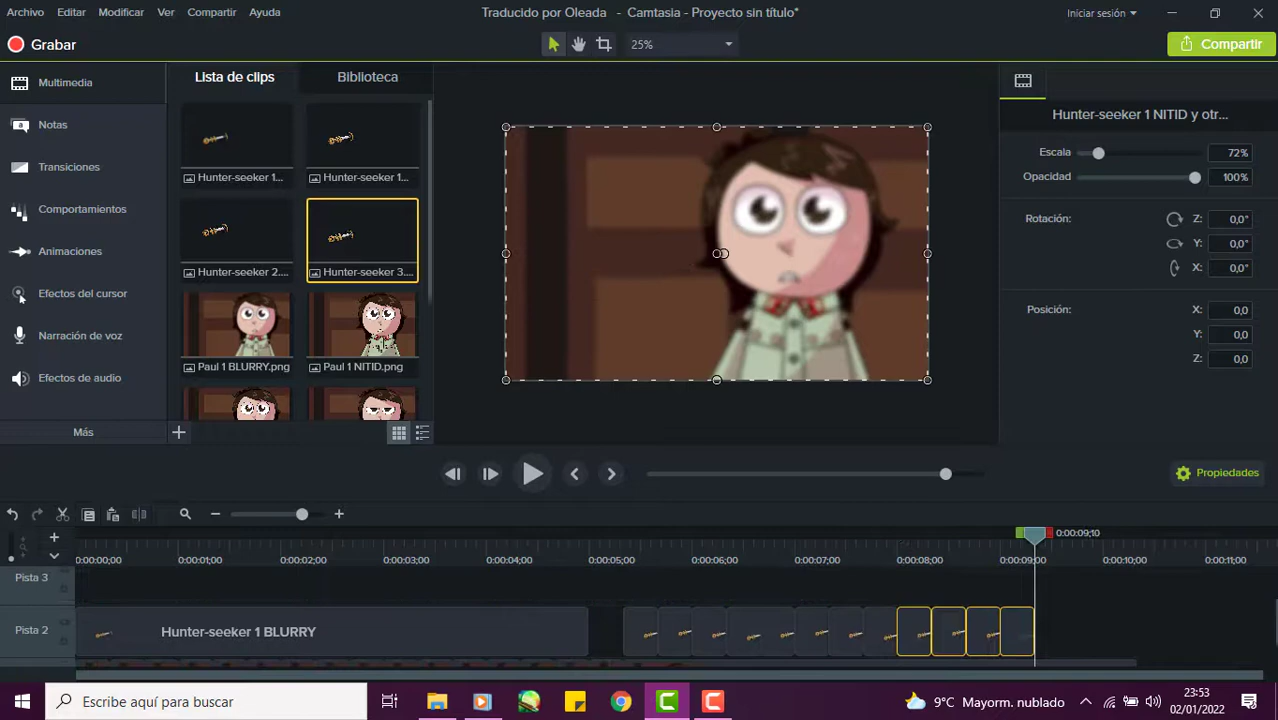 Archivo Editar Modificar Ver Compartir Ayuda Traducido por Oleada - Camtasia - Proyecto sin título* Iniciar sesión
Grabar 25% Compartir
Multimedia
Notas
Transiciones
Comportamientos
Animaciones
Efectos del cursor
Narración de voz
Efectos de audio
Más
Lista de clips Biblioteca
Hunter-seeker 1... Hunter-seeker 1...
Hunter-seeker 2.... Hunter-seeker 3....
Paul 1 BLURRY.png Paul 1 NITID.png
Hunter-seeker 1 NITID y otr...
Escala 72%
Opacidad 100%
Rotación: Z: 0,0°
Y: 0,0°
X: 0,0°
Posición: X: 0,0
Y: 0,0
Z: 0,0
Propiedades
0:00:09;10
0:00:00;00 0:00:01;00 0:00:02;00 0:00:03;00 0:00:04;00 0:00:05;00 0:00:06;00 0:00:07;00 0:00:08;00 0:00:09;00 0:00:10;00 0:00:11;00
Pista 3
Pista 2 Hunter-seeker 1 BLURRY
Escribe aquí para buscar 9°C Mayorm. nublado 23:53
02/01/2022